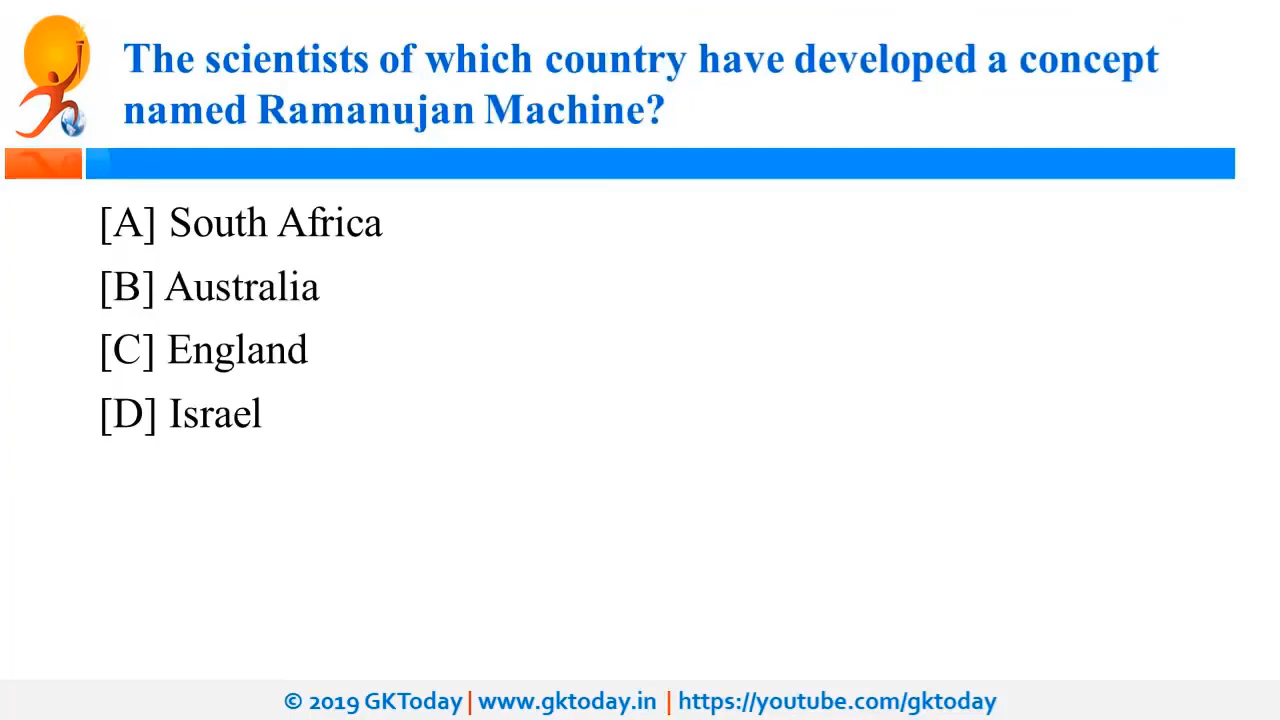 The scientists of which country have developed a concept
named Ramanujan Machine?
[A] South Africa
[B] Australia
[C] England
[D] Israel
© 2019 GKToday | www.gktoday.in | https://youtube.com/gktoday